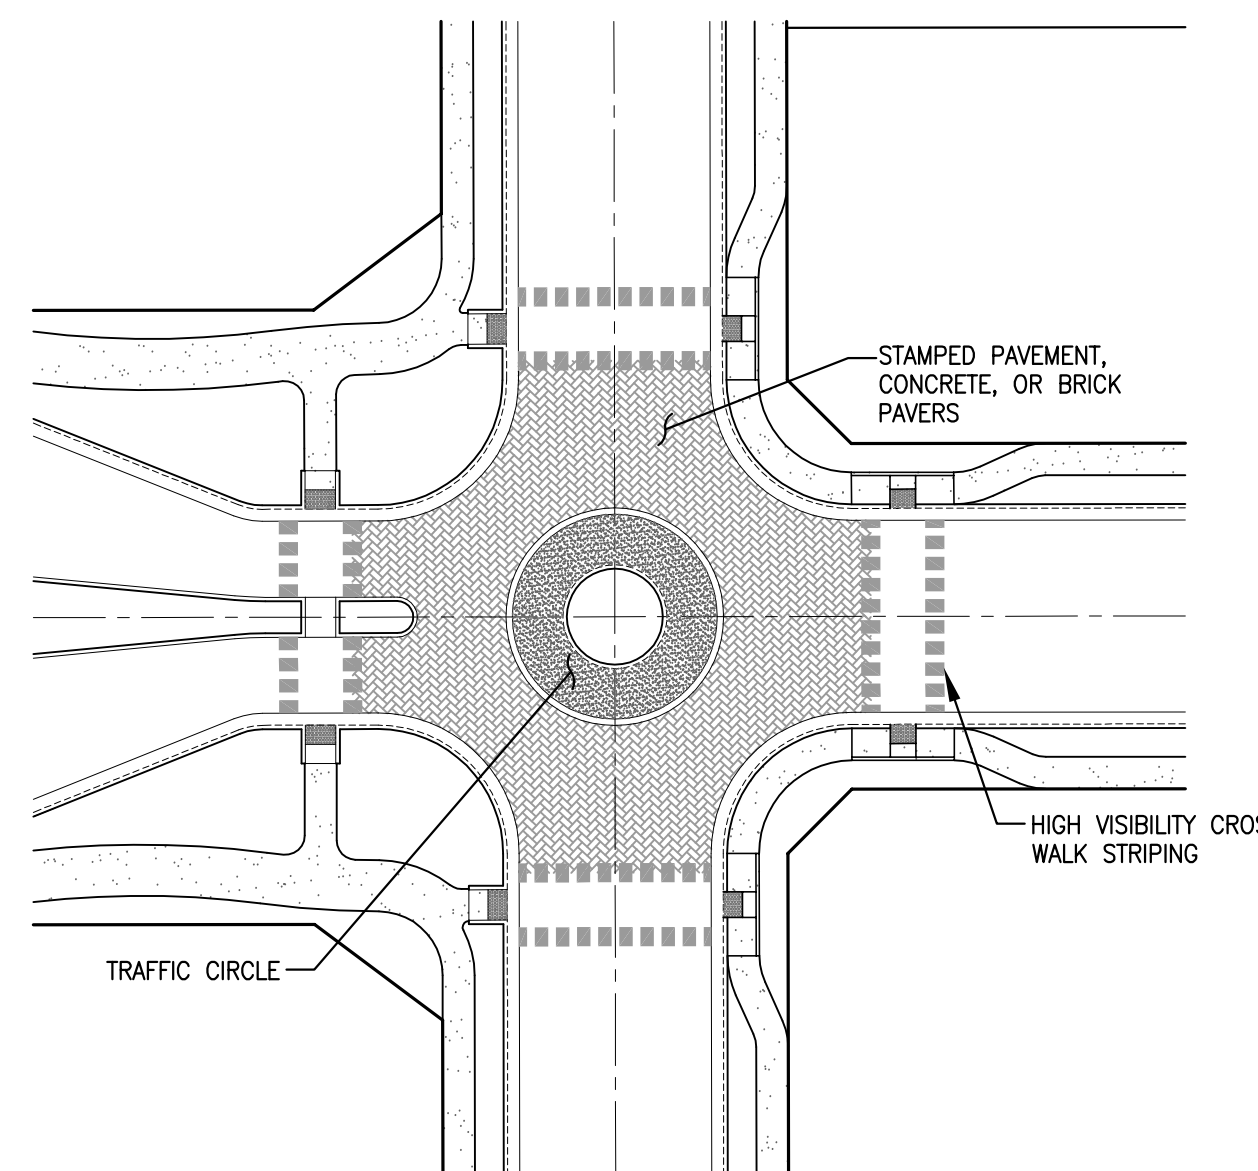 STAMPED PAVEMENT,
CONCRETE, OR BRICK
PAVERS
HIGH VISIBILITY CROS
WALK STRIPING
TRAFFIC CIRCLE